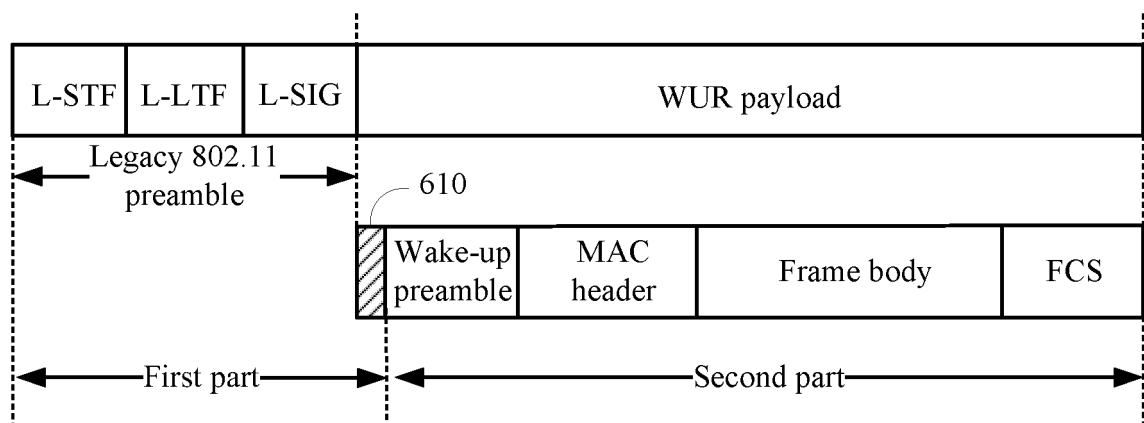 L-STF L-LTF L-SIG WUR payload
Legacy 802.11
preamble
610
Wake-up
preamble
MAC
header
Frame body
FCS
First part
Second part